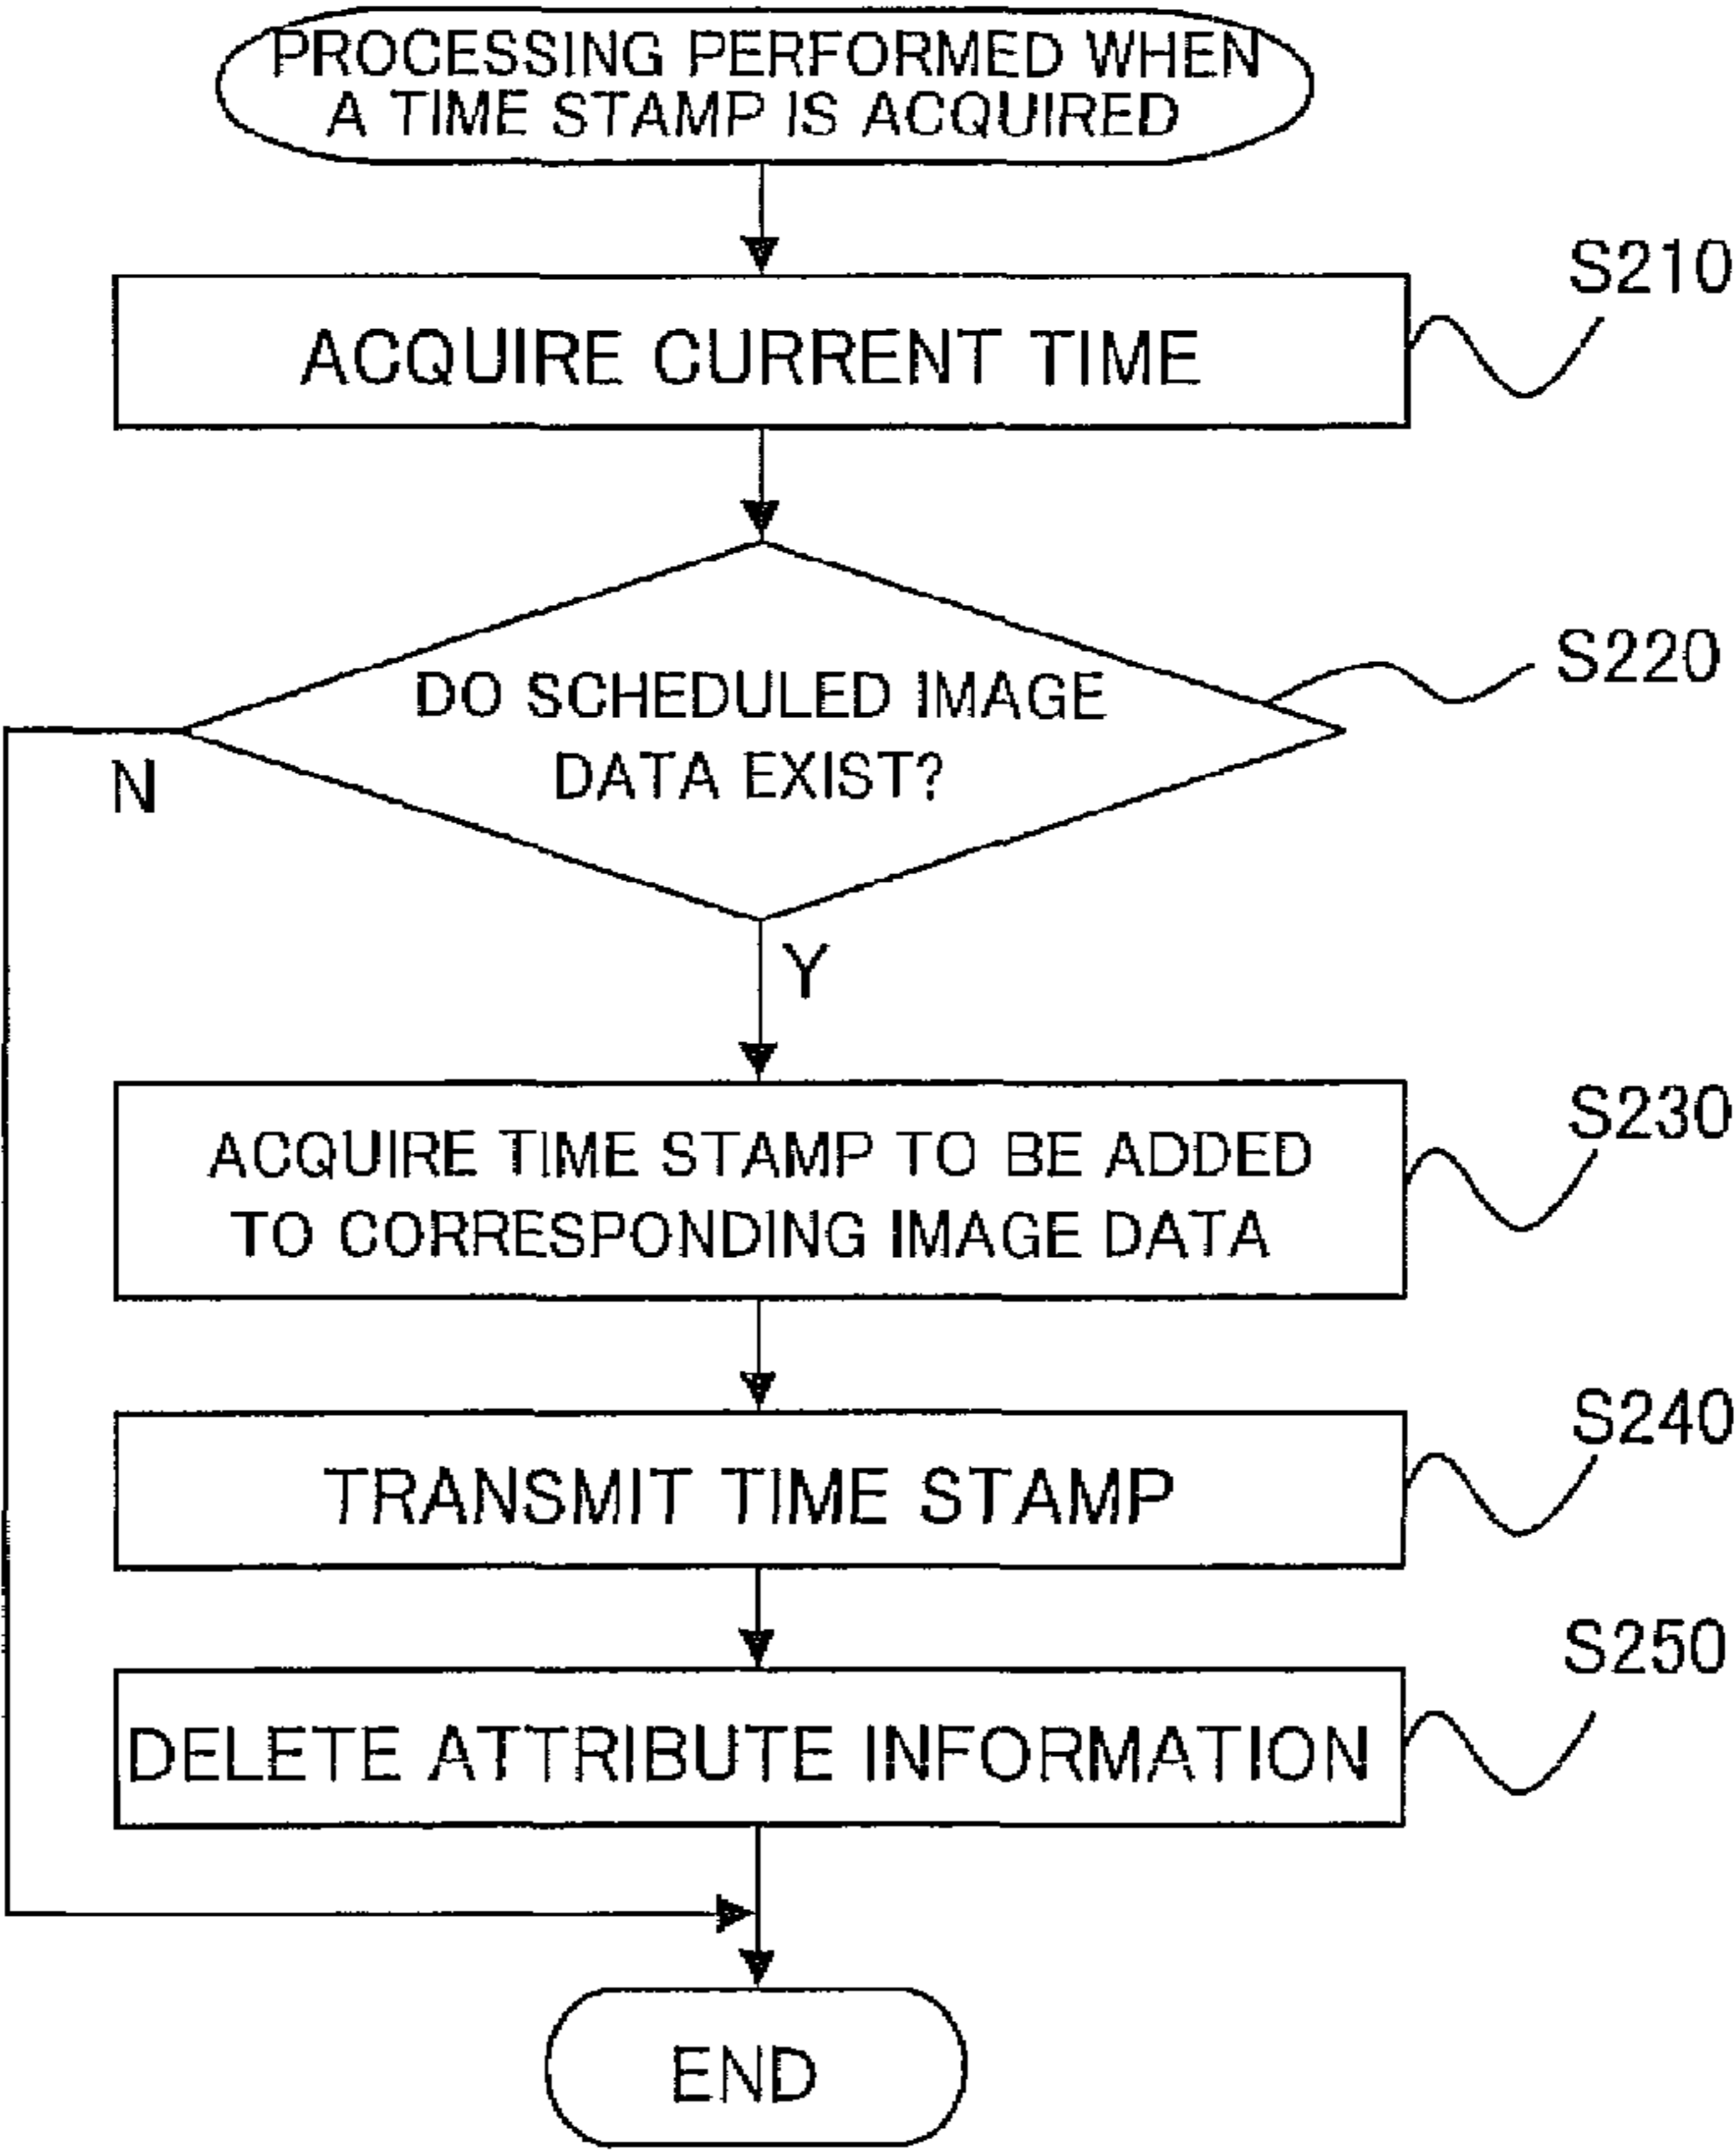 PROCESSING PERFORMED WHEN
A TIME STAMP IS ACQUIRED
S210
ACQUIRE CURRENT TIME
S220
DO SCHEDULED IMAGE
DATA EXIST?
N
Y
S230
ACQUIRE TIME STAMP TO BE ADDED
TO CORRESPONDING IMAGE DATA
S240
TRANSMIT TIME STAMP
S250
DELETE ATTRIBUTE INFORMATION
END